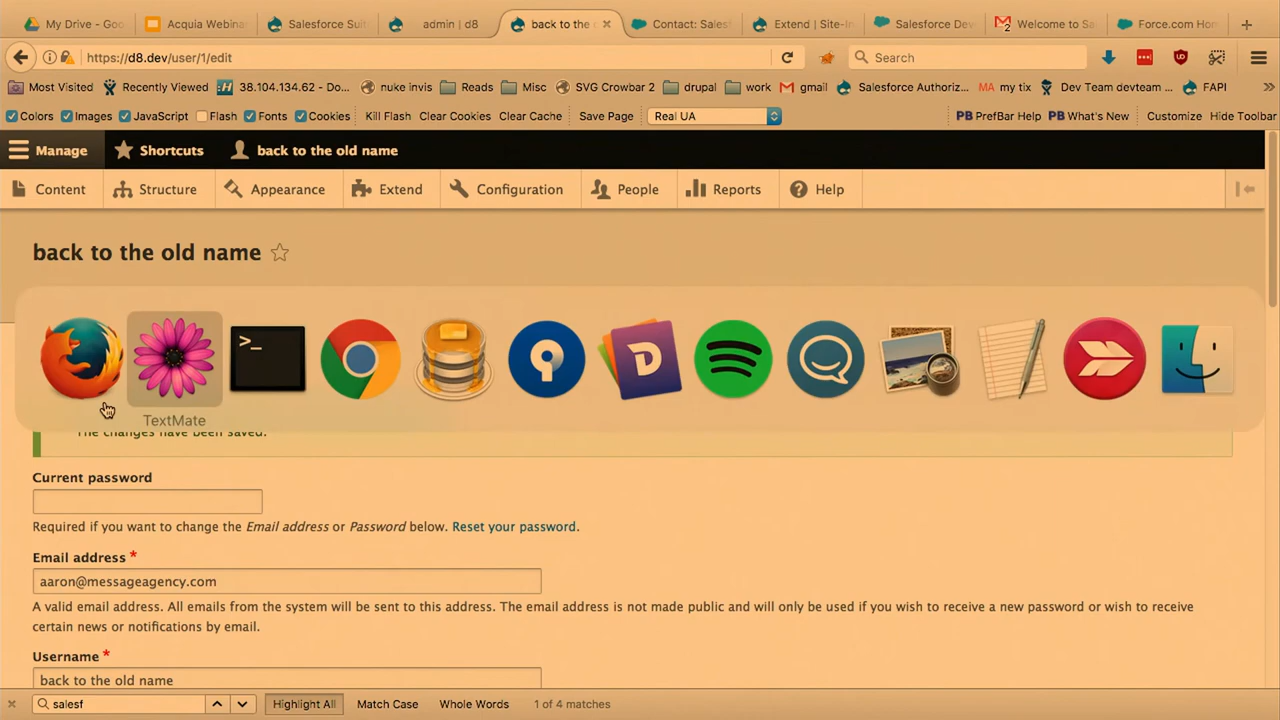 My Drive - Goo
Acquia Webina
Salesforce Suit
admin | d8
back to the o
Contact: Sales
Extend | Site-In
Salesforce Dev
2
Welcome to Sa
Force.com Hom
https://d8.dev/user/1/edit
Search
Most Visited
Recently Viewed
38.104.134.62 - Do...
nuke invis
Reads
Misc
SVG Crowbar 2
drupal
work
gmail
Salesforce Authoriz...
MA my tix
Dev Team devteam ...
FAPI
Colors
Images
JavaScript
Flash
Fonts
Cookies
Kill Flash
Clear Cookies
Clear Cache
Save Page
Real UA
PB PrefBar Help
PB What's New
Customize
Hide Toolbar
Manage
Shortcuts
back to the old name
Content
Structure
Appearance
Extend
Configuration
People
Reports
Help
back to the old name
>_
D
TextMate
The changes have been saved.
Current password
Required if you want to change the Email address or Password below. Reset your password.
Email address *
aaron@messageagency.com
A valid email address. All emails from the system will be sent to this address. The email address is not made public and will only be used if you wish to receive a new password or wish to receive
certain news or notifications by email.
Username *
back to the old name
salesf
Highlight All
Match Case
Whole Words
1 of 4 matches